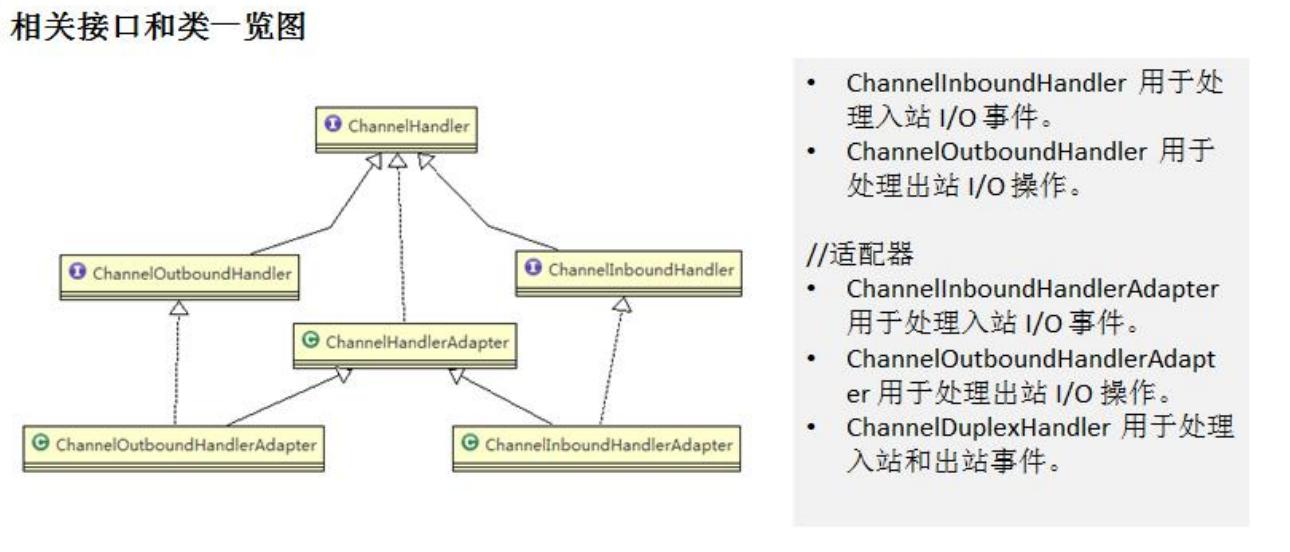 相关接口和类一览图
ChannelHandler
ChannelOutboundHandler
ChannelInboundHandler
ChannelHandlerAdapter
ChannelOutboundHandlerAdapter
ChannelInboundHandlerAdapter
• ChannelInboundHandler 用于处
理入站 I/O 事件。
• ChannelOutboundHandler 用于
处理出站 I/O 操作。
//适配器
• ChannelInboundHandlerAdapter
用于处理入站 I/O 事件。
• ChannelOutboundHandlerAdapt
er 用于处理出站 I/O 操作。
• ChannelDuplexHandler 用于处理
入站和出站事件。